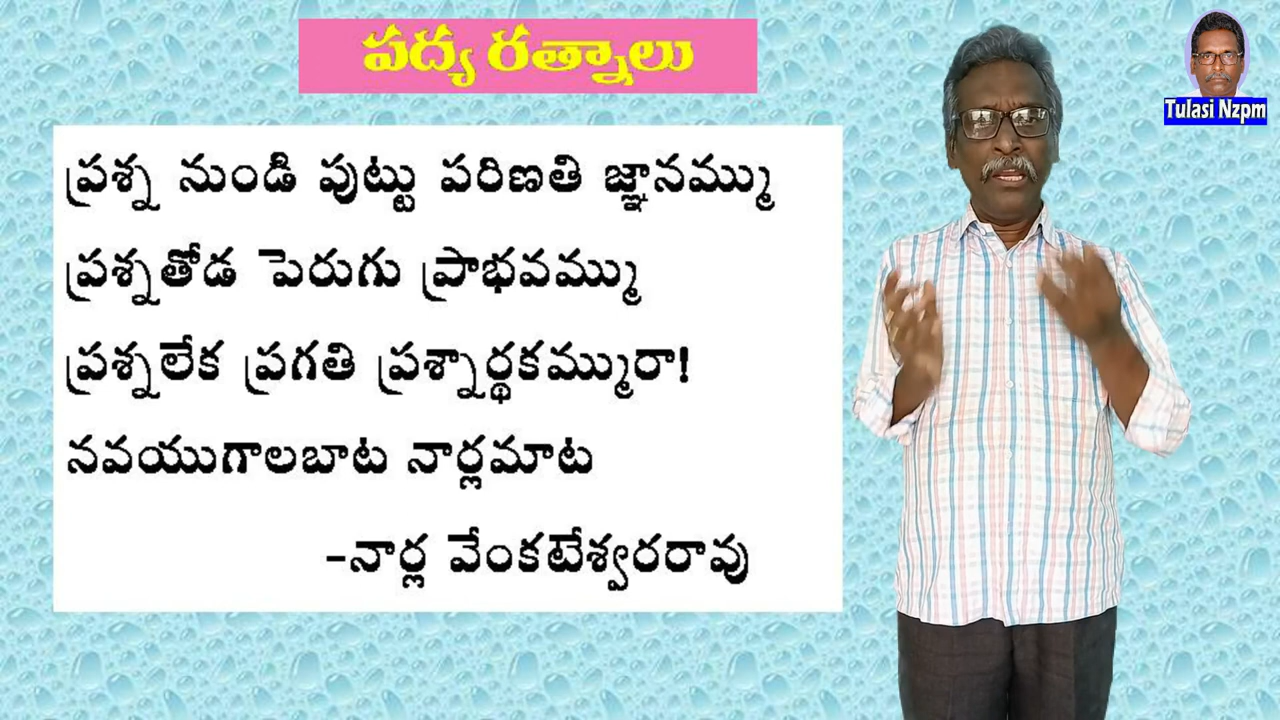 పద్య రత్నాలు
Tulasi Nzpm
ప్రశ్న నుండి పుట్టు పరిణతి జ్ఞానమ్ము
ప్రశ్నతోడ పెరుగు ప్రాభవమ్ము
ప్రశ్నలేక ప్రగతి ప్రశ్నార్థకమ్మురా!
నవయుగాలబాట నార్లమాట
-నార్ల వేంకటేశ్వరరావు